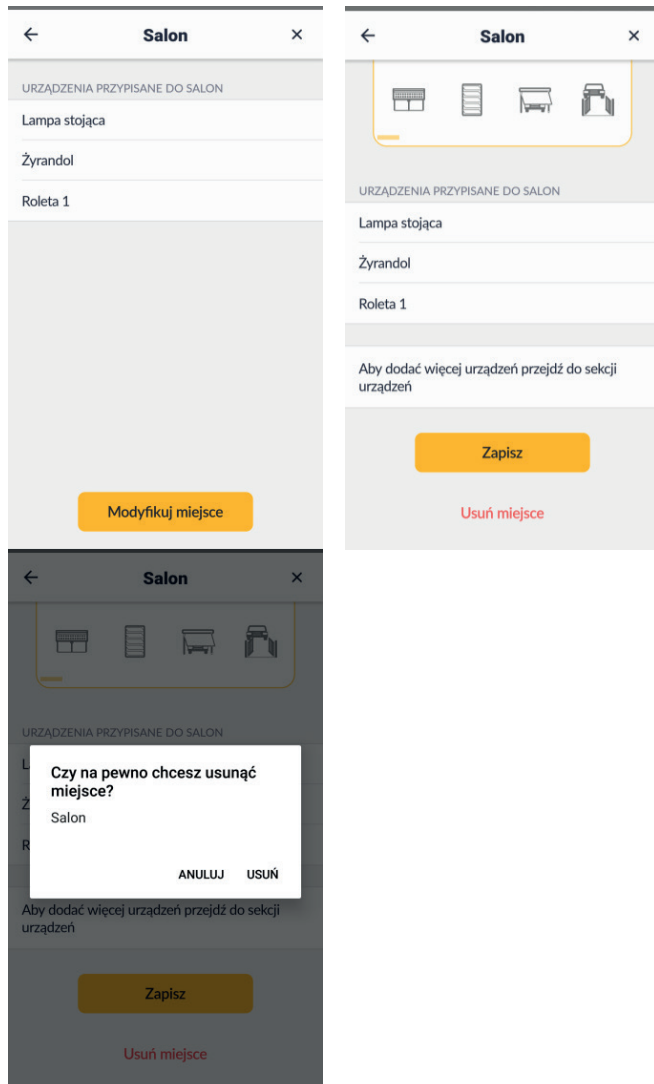 Salon
URZĄDZENIA PRZYPISANE DO SALON
Lampa stojąca
Żyrandol
Roleta 1
Modyfikuj miejsce
Salon
URZĄDZENIA PRZYPISANE DO SALON
Lampa stojąca
Żyrandol
Roleta 1
Aby dodać więcej urządzeń przejdź do sekcji
urządzeń
Zapisz
Usuń miejsce
Salon
URZĄDZENIA PRZYPISANE DO SALON
L
Ż
R
Czy na pewno chcesz usunąć
miejsce?
Salon
ANULUJ USUŃ
Aby dodać więcej urządzeń przejdź do sekcji
urządzeń
Zapisz
Usuń miejsce